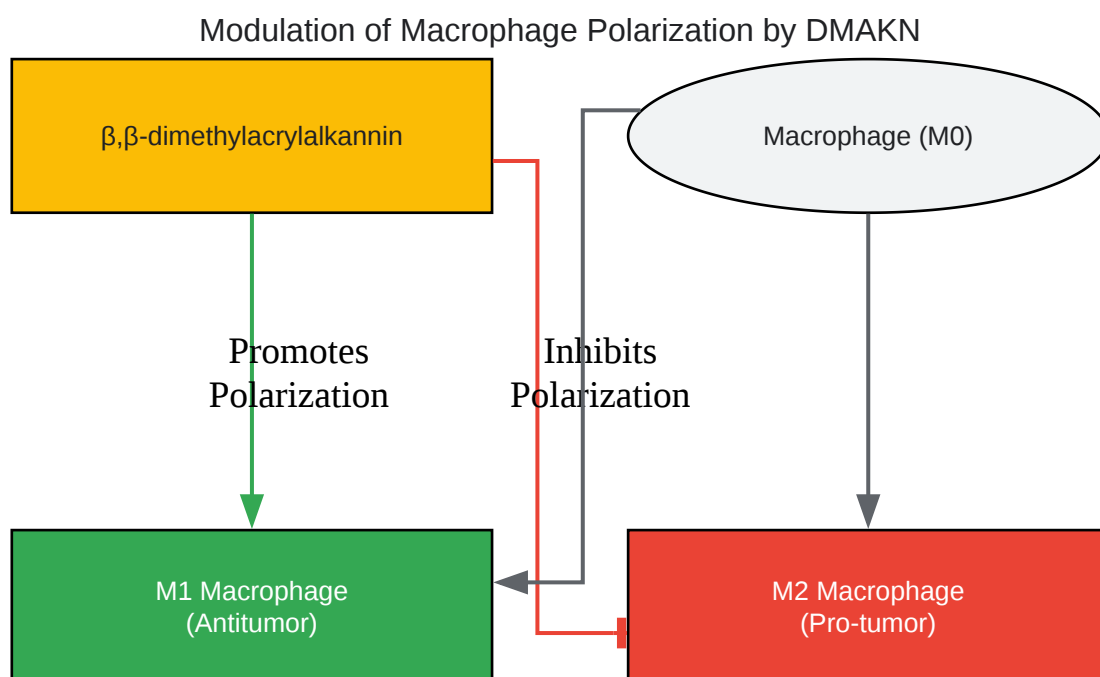 Modulation of Macrophage Polarization by DMAKN
β,β-dimethylacrylalkannin
Macrophage (M0)
Promotes
Polarization
Inhibits
Polarization
M1 Macrophage
(Antitumor)
M2 Macrophage
(Pro-tumor)